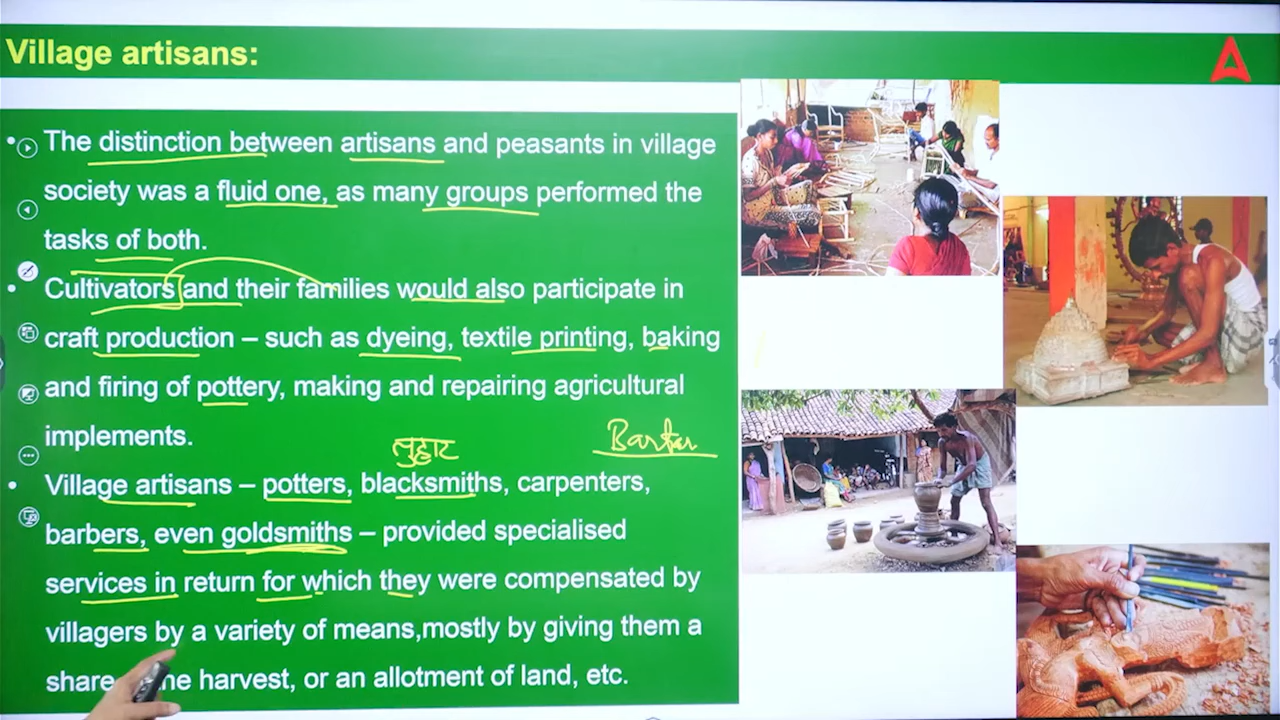 Village artisans:
The distinction between artisans and peasants in village
society was a fluid one, as many groups performed the
tasks of both.
Cultivators and their families would also participate in
craft production – such as dyeing, textile printing, baking
and firing of pottery, making and repairing agricultural
implements.
लुहार Barter
Village artisans – potters, blacksmiths, carpenters,
barbers, even goldsmiths – provided specialised
services in return for which they were compensated by
villagers by a variety of means,mostly by giving them a
share harvest, or an allotment of land, etc.